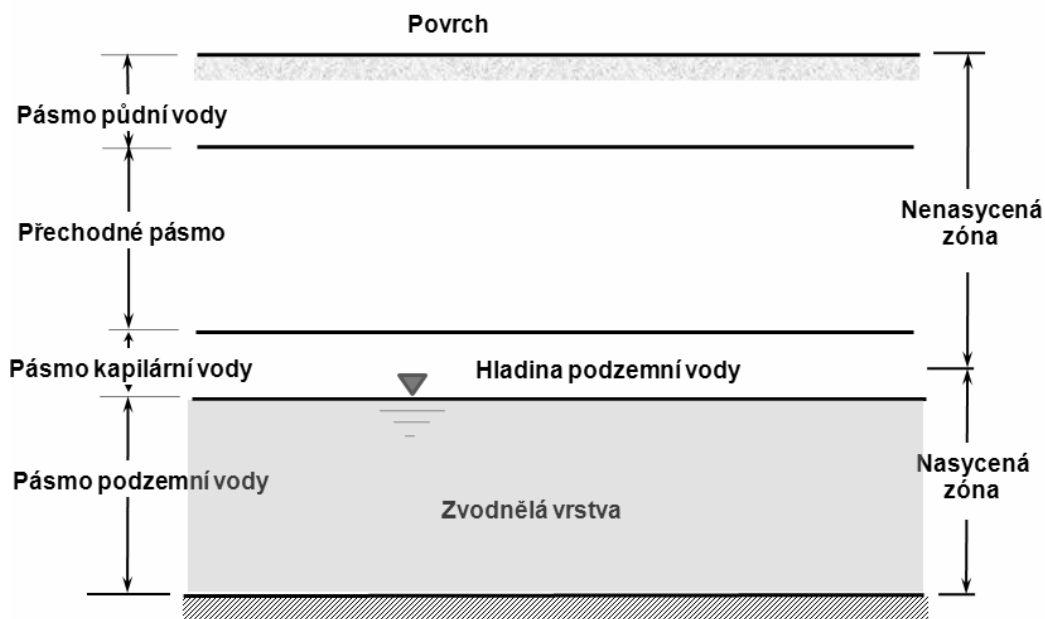 Povrch
Pásmo půdní vody
Přechodné pásmo
Nenasycená
zóna
Pásmo kapilární vody
Hladina podzemní vody
Pásmo podzemní vody
Nasycená
zóna
Zvodnělá vrstva